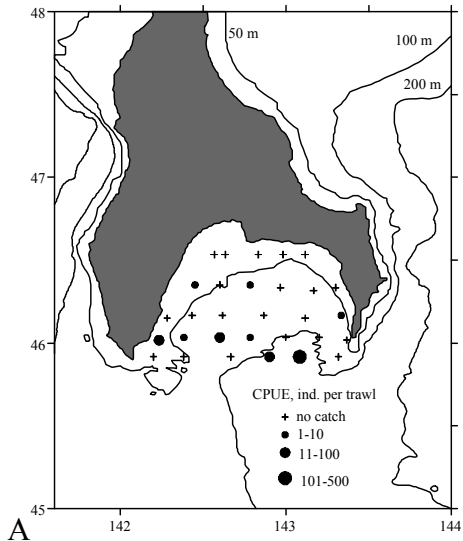 48
50 m
100 m
200 m
47
46
CPUE, ind. per trawl
no catch
1-10
11-100
101-500
45
A
142
143
144